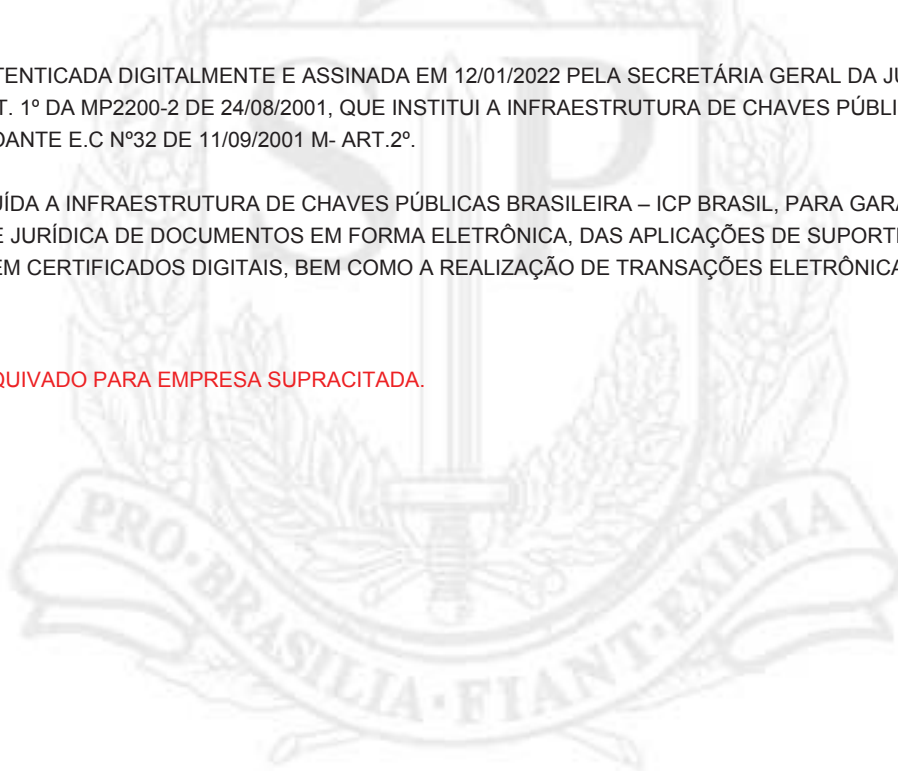 TENTICADA DIGITALMENTE E ASSINADA EM 12/01/2022 PELA SECRETÁRIA GERAL DA JU
T. 1º DA MP2200-2 DE 24/08/2001, QUE INSTITUI A INFRAESTRUTURA DE CHAVES PÚBLI
DANTE E.C Nº32 DE 11/09/2001 M- ART.2º.
UÍDA A INFRAESTRUTURA DE CHAVES PÚBLICAS BRASILEIRA – ICP BRASIL, PARA GARA
E JURÍDICA DE DOCUMENTOS EM FORMA ELETRÔNICA, DAS APLICAÇÕES DE SUPORTE
EM CERTIFICADOS DIGITAIS, BEM COMO A REALIZAÇÃO DE TRANSAÇÕES ELETRÔNICA
QUIVADO PARA EMPRESA SUPRACITADA.
S P
PRO·BRASILIA·FIANT·EXIMIA